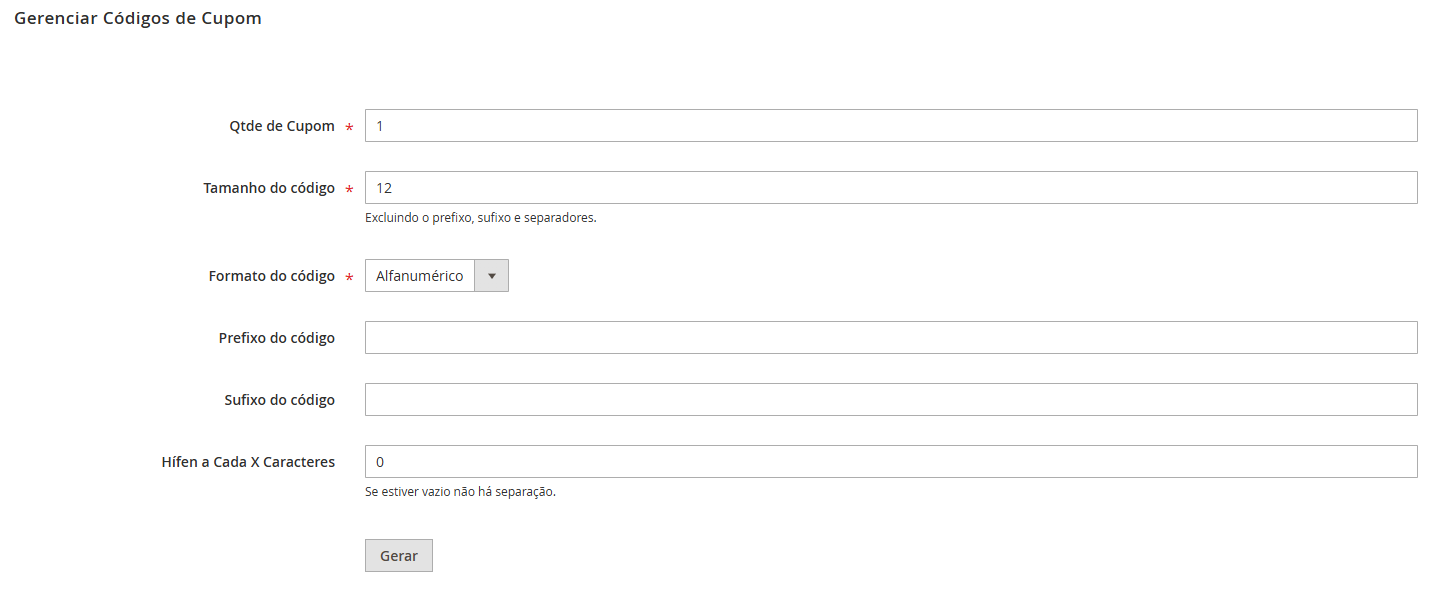 Gerenciar Códigos de Cupom
Qtde de Cupom * 1
Tamanho do código * 12
Excluindo o prefixo, sufixo e separadores.
Formato do código * Alfanumérico
Prefixo do código
Sufixo do código
Hífen a Cada X Caracteres 0
Se estiver vazio não há separação.
Gerar